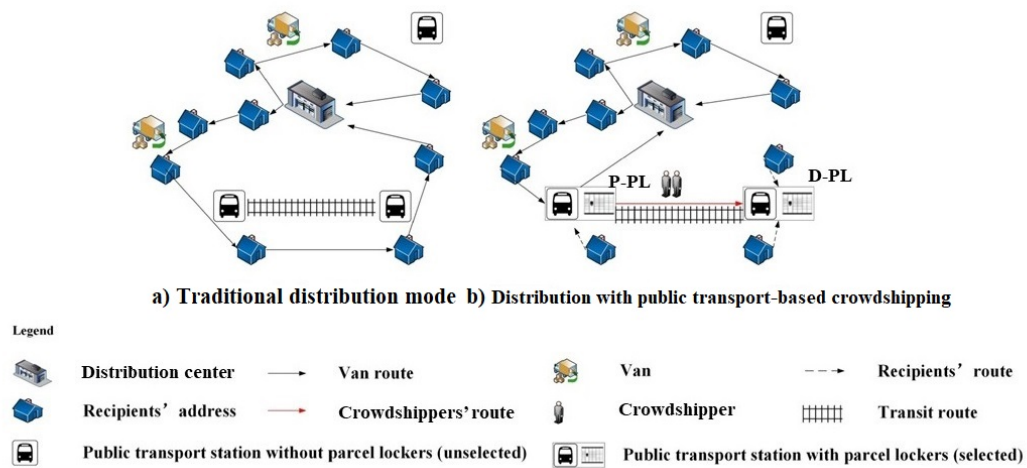 P-PL
D-PL
a) Traditional distribution mode b) Distribution with public transport-based crowdshipping
Legend
Distribution center Van route Van Recipients’ route
Recipients’ address Crowdshippers’ route Crowdshipper Transit route
Public transport station without parcel lockers (unselected) Public transport station with parcel lockers (selected)